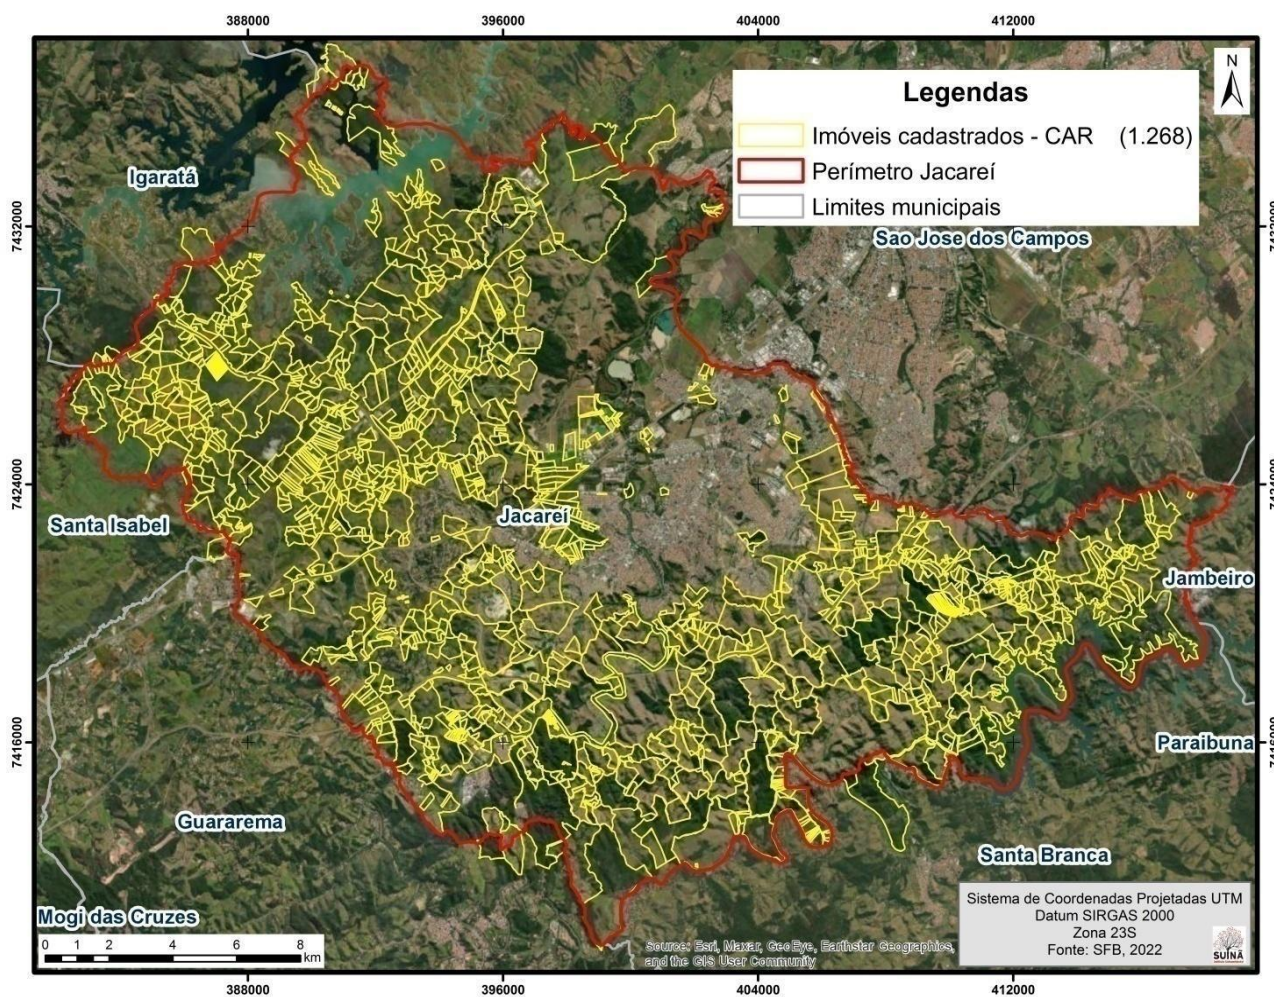 388000 396000 404000 412000
N
Legendas
Imóveis cadastrados - CAR (1.268)
Perímetro Jacareí
Limites municipais
Igaratá
7432000 7432000
Sao Jose dos Campos
7424000 7424000
Jacareí
Santa Isabel
Jambeiro
7416000 7416000
Paraibuna
Guararema
Santa Branca
Mogi das Cruzes
Sistema de Coordenadas Projetadas UTM
Datum SIRGAS 2000
Zona 23S
Fonte: SFB, 2022
SUINÃ
0 1 2 4 6 8
km
Source: Esri, Maxar, GeoEye, Earthstar Geographics,
and the GIS User Community
388000 396000 404000 412000